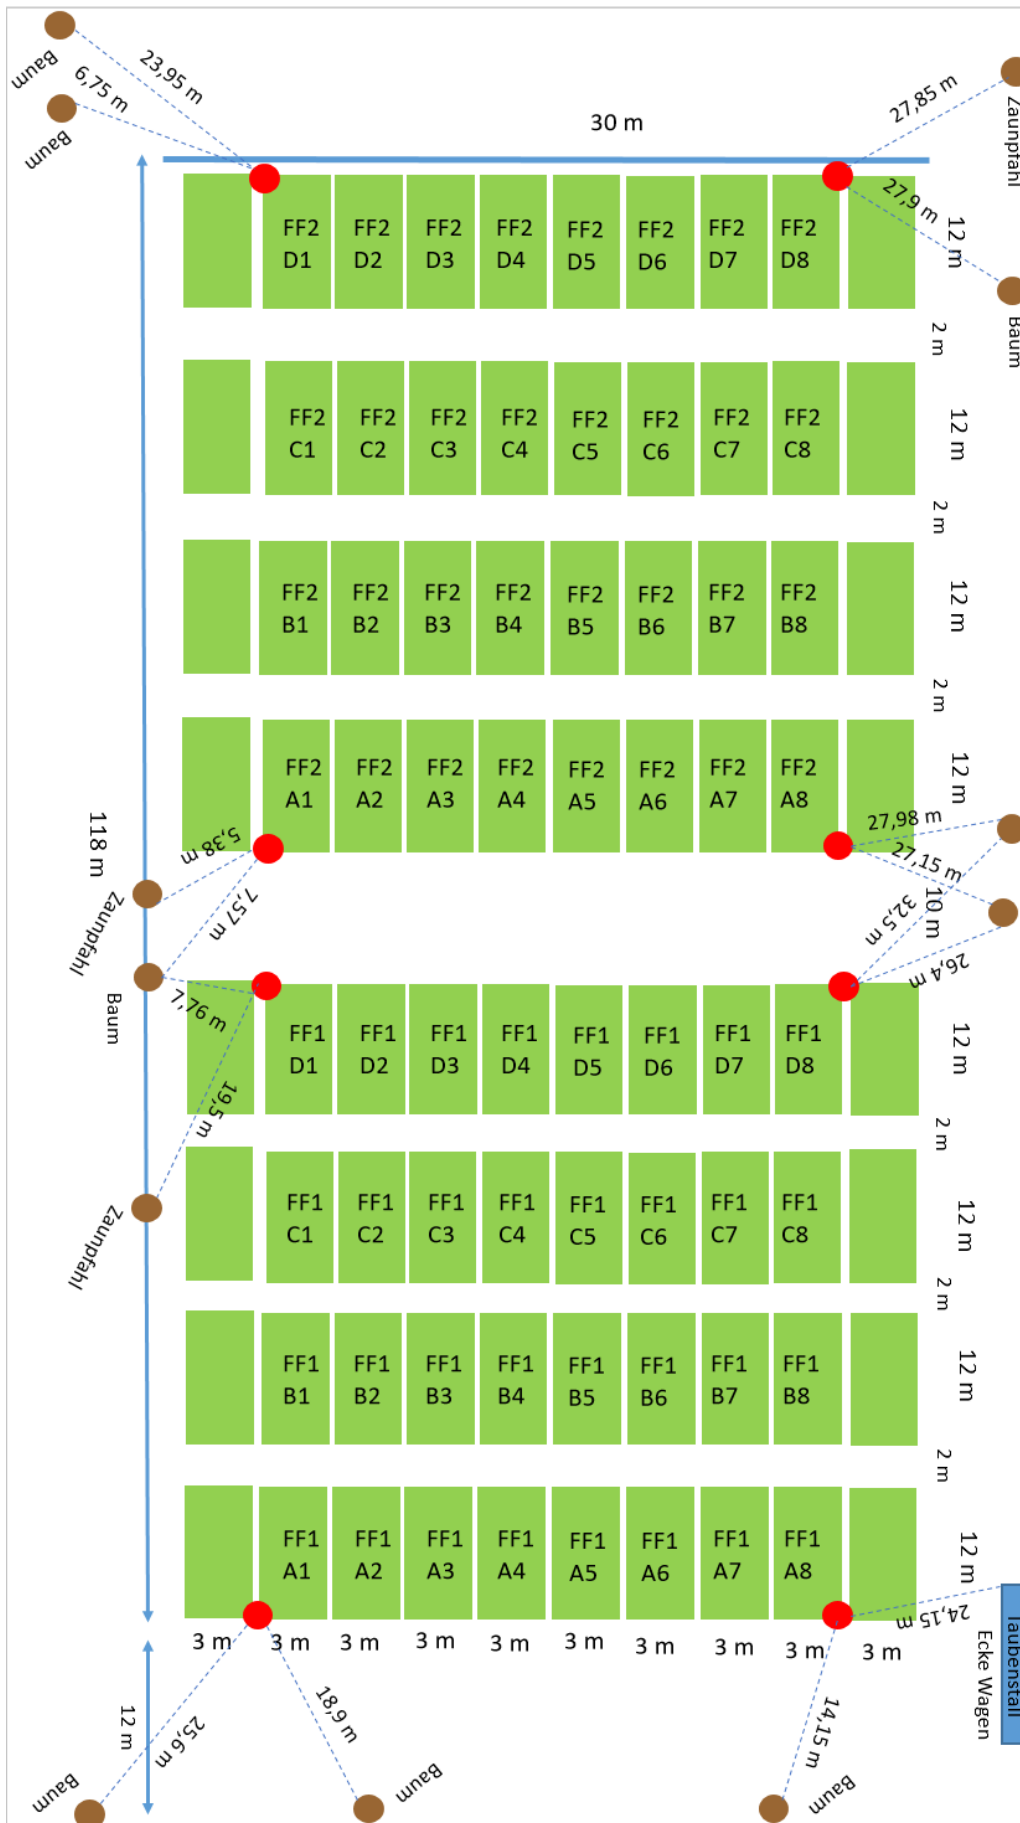 Baum
23,95 m
6,75 m
Baum
30 m
27,85 m
Zaunpfahl
27,9 m
Baum
FF2 FF2 FF2 FF2 FF2 FF2 FF2 FF2
D1 D2 D3 D4 D5 D6 D7 D8
12 m
2 m
FF2 FF2 FF2 FF2 FF2 FF2 FF2 FF2
C1 C2 C3 C4 C5 C6 C7 C8
12 m
2 m
FF2 FF2 FF2 FF2 FF2 FF2 FF2 FF2
B1 B2 B3 B4 B5 B6 B7 B8
12 m
2 m
FF2 FF2 FF2 FF2 FF2 FF2 FF2 FF2
A1 A2 A3 A4 A5 A6 A7 A8
12 m
118 m
5,38 m
Zaunpfahl
7,57 m
27,98 m
27,15 m
10 m
32,5 m
26,4 m
Baum
7,76 m
19,5 m
Zaunpfahl
FF1 FF1 FF1 FF1 FF1 FF1 FF1 FF1
D1 D2 D3 D4 D5 D6 D7 D8
12 m
2 m
FF1 FF1 FF1 FF1 FF1 FF1 FF1 FF1
C1 C2 C3 C4 C5 C6 C7 C8
12 m
2 m
FF1 FF1 FF1 FF1 FF1 FF1 FF1 FF1
B1 B2 B3 B4 B5 B6 B7 B8
12 m
2 m
FF1 FF1 FF1 FF1 FF1 FF1 FF1 FF1
A1 A2 A3 A4 A5 A6 A7 A8
12 m
24,15 m
Taubenstall
Ecke Wagen
3 m 3 m 3 m 3 m 3 m 3 m 3 m 3 m 3 m 3 m
12 m
25,6 m
18,9 m
14,15 m
Baum
Baum
Baum